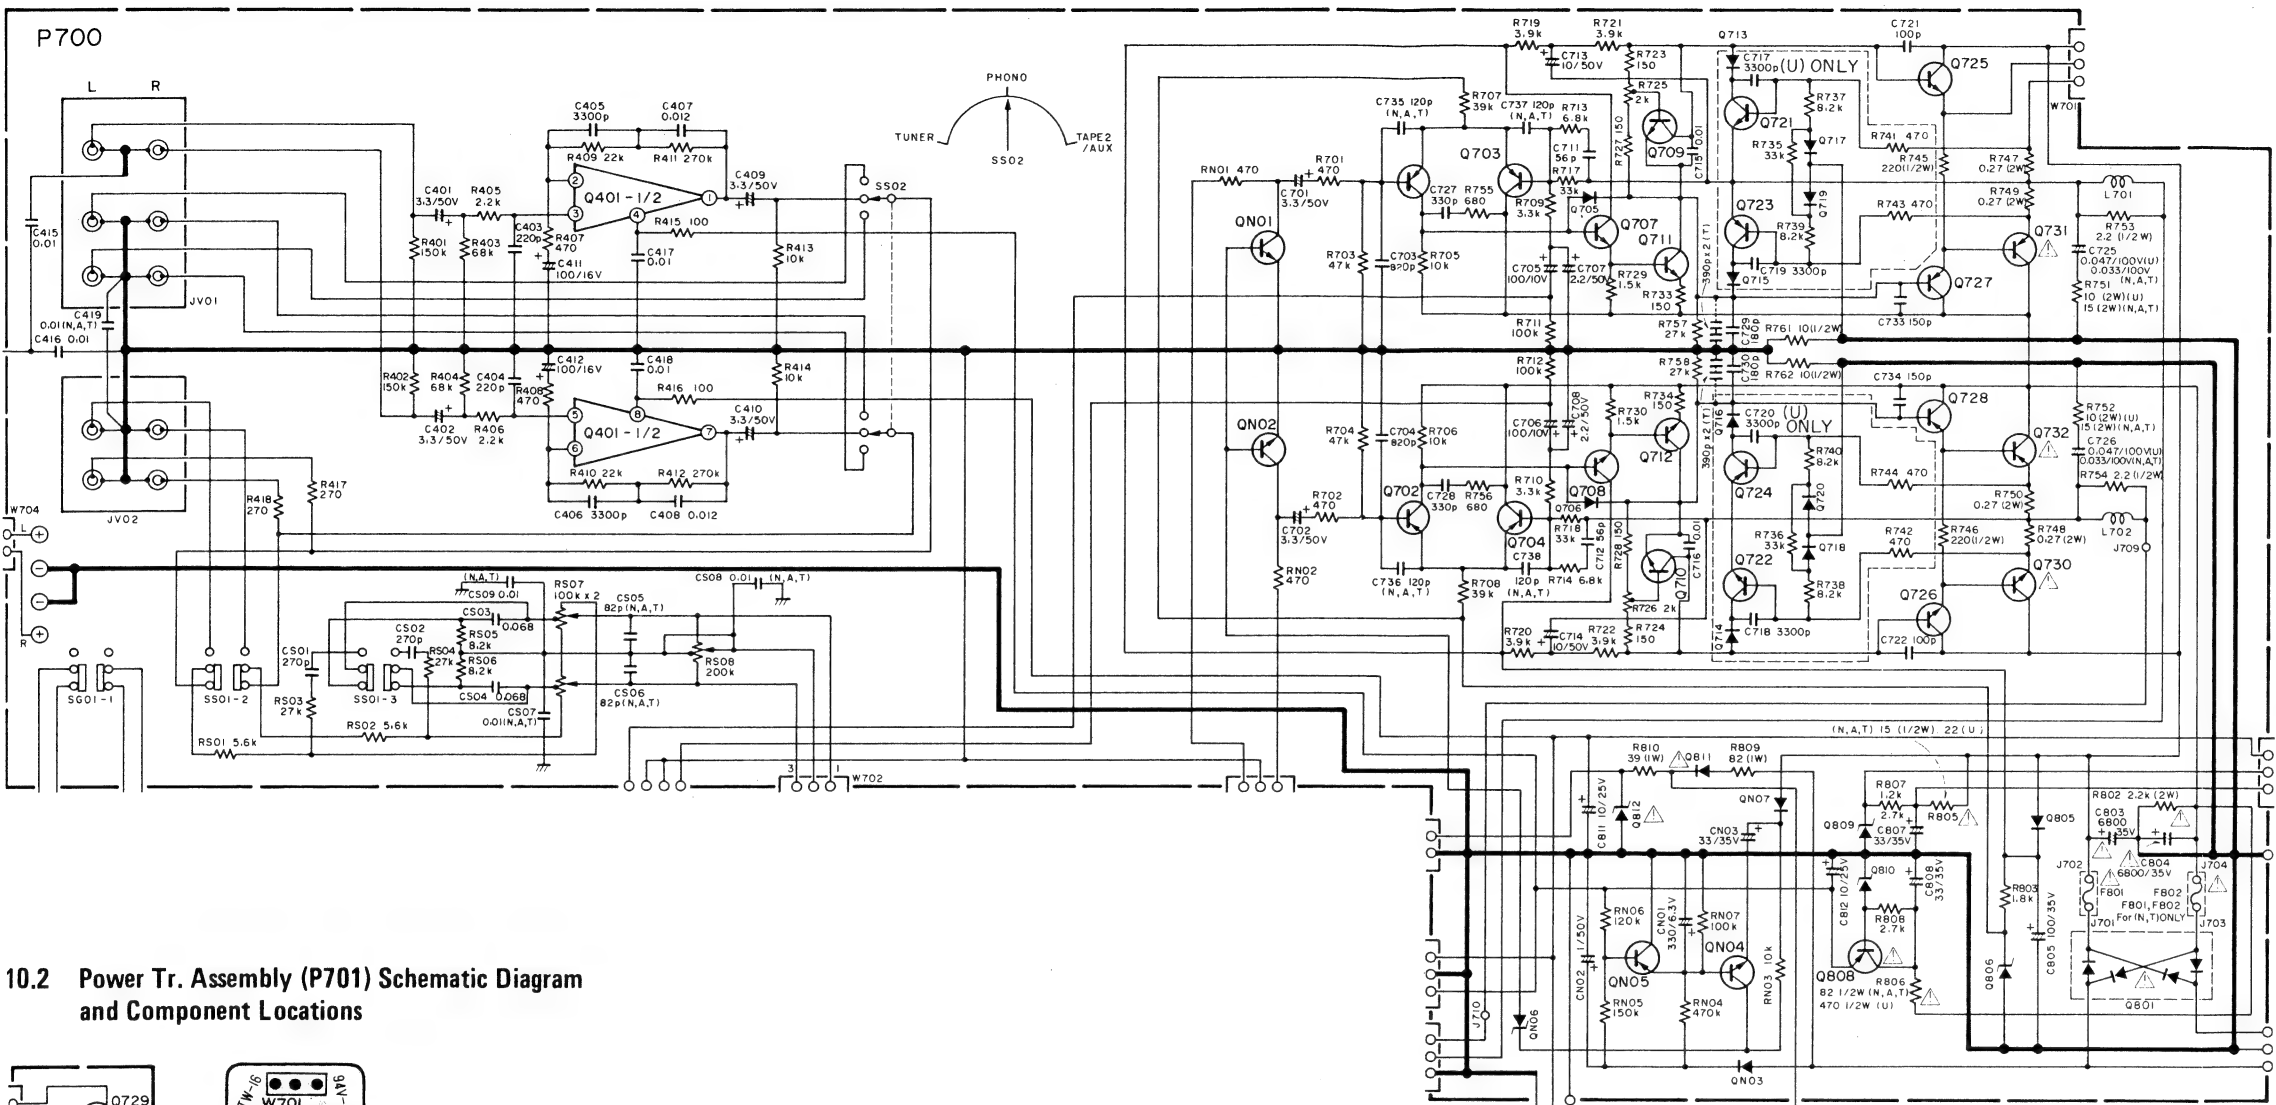 P700
L R
JV01
C415
0.01
C419
0.01(N,A,T)
C416 0.01
JV02
W704
L
R
R418
270
R417
270
C401
3.3/50V
R405
2.2k
R401
150k
R403
68k
C403
220p
R407
470
C411
100/16V
C405
3300p
C407
0.012
R409 22k
R411 270k
Q401-1/2
2
3
4
1
R415 100
C417
0.01
C409
3.3/50V
R413
10k
SS02
TUNER
PHONO
TAPE2
/AUX
SS02
R402
150k
R404
68k
C404
220p
C412
100/16V
R408
470
C418
0.01
R414
10k
R416 100
C402
3.3/50V
R406
2.2k
Q401-1/2
5
6
8
7
C410
3.3/50V
R410 22k
R412 270k
C406 3300p
C408 0.012
SG01-1
SS01-2
SS01-3
CS01
270p
CS02
270p
RS03
27k
RS04
27k
RS01 5.6k
RS02 5.6k
(N,A,T)
CS09 0.01
CS03
0.068
RS05
8.2k
RS06
8.2k
CS04 0.068
RS07
100k x 2
CS05
82p(N,A,T)
CS06
82p(N,A,T)
CS07
0.01(N,A,T)
CS08 0.01
(N,A,T)
RS08
200k
3 1
W702
RN01 470
QN01
QN02
RN02
470
C701
3.3/50V
R701
470
R703
47k
C703
820p
R705
10k
C735 120p
(N,A,T)
R707
39k
C737 120p
(N,A,T)
R713
6.8k
C711
56p
Q703
C727
330p
R755
680
R717
33k
R709
3.3k
Q705
Q707
C705
100/10V
C707
2.2/50V
R729
1.5k
Q711
R733
150
R711
100k
R719
3.9k
R721
3.9k
C713
10/50V
R723
150
R725
2k
R727 150
Q709
C715 0.01
Q713
C717
3300p
(U) ONLY
Q721
R737
8.2k
R735
33k
Q717
Q719
Q723
R739
8.2k
C719 3300p
Q715
390p x 2 (T)
R757
27k
C729
180p
R741 470
R743 470
R745
220(1/2W)
C721
100p
Q725
W701
R747
0.27 (2W)
R749
0.27 (2W)
L701
R753
2.2 (1/2W)
Q731
C725
0.047/100V(U)
0.033/100V
(N,A,T)
R751
10 (2W)(U)
15(2W)(N,A,T)
Q727
C733 150p
R761 10(1/2W)
R762 10(1/2W)
R758
27k
C730
180p
C702
3.3/50V
R702
470
R704
47k
C704
820p
R706
10k
Q702
C728
330p
R756
680
R712
100k
C706
100/10V
C708
2.2/50V
R710
3.3k
R730
1.5k
R734
150
Q712
Q708
Q706
Q704
R718
33k
C712 56p
R728 150
C736 120p
(N,A,T)
R708
39k
C738
120p
(N,A,T)
R714 6.8k
Q710
C716 0.01
R726 2k
R720
3.9k
C714
10/50V
R722
3.9k
R724
150
390p x 2 (T)
Q716
C720
3300p
(U)
ONLY
Q724
R740
8.2k
Q720
R736
33k
Q718
Q722
R738
8.2k
C718 3300p
Q714
R744 470
R742
470
C734 150p
Q728
Q732
R752
10(2W)(U)
15(2W)(N,A,T)
C726
0.047/100V(U)
0.033/100V(N,A,T)
R754 2.2(1/2W)
R750
0.27 (2W)
R746
220(1/2W)
R748
0.27(2W)
L702
J709
Q730
Q726
C722 100p
(N,A,T) 15 (1/2W) 22(U)
R810
39 (1W)
Q811
R809
82 (1W)
C811 10/25V
Q812
QN07
CN03
33/35V
Q809
R807
1.2k
2.7k
C807
33/35V
R805
Q805
R802 2.2k (2W)
C803
6800
35V
C804
6800/35V
J702
J704
F801
F802
F801, F802
For(N,T)ONLY
J701
J703
Q801
R803
1.8k
C805 100/35V
Q806
C812 10/25V
Q810
C808
33/35V
R808
2.7k
Q808
R806
82 1/2W (N,A,T)
470 1/2W (U)
RN06
120k
CN01
330/6.3V
RN07
100k
QN04
QN05
CN02 1/50V
RN05
150k
RN04
470k
RN03 10k
QN03
QN06
J710
10.2 Power Tr. Assembly (P701) Schematic Diagram
and Component Locations
Q729
TW-16
W701
94V-